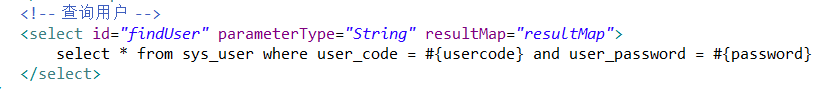 <!-- 查询用户 -->
<select id="findUser" parameterType="String" resultMap="resultMap">
select * from sys_user where user_code = #{usercode} and user_password = #{password}
</select>